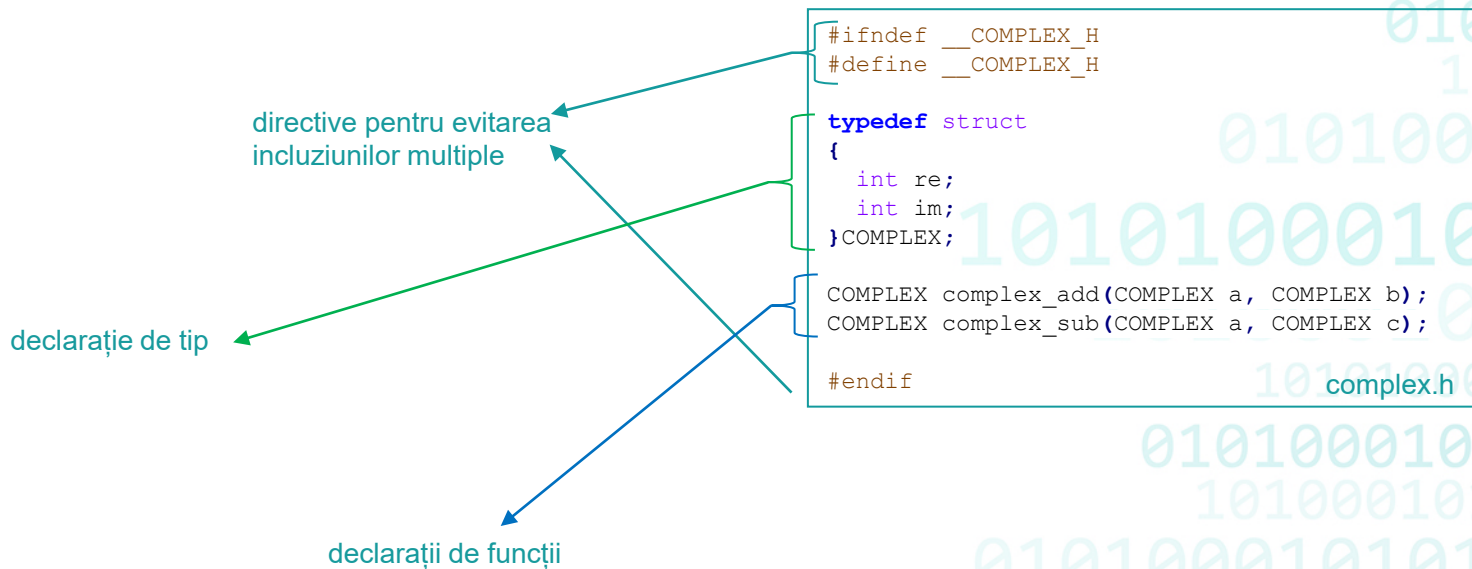 #ifndef __COMPLEX_H
#define __COMPLEX_H
directive pentru evitarea
incluziunilor multiple
typedef struct
{
int re;
int im;
}COMPLEX;
declarație de tip
COMPLEX complex_add(COMPLEX a, COMPLEX b);
COMPLEX complex_sub(COMPLEX a, COMPLEX c);
#endif
complex.h
declarații de funcții